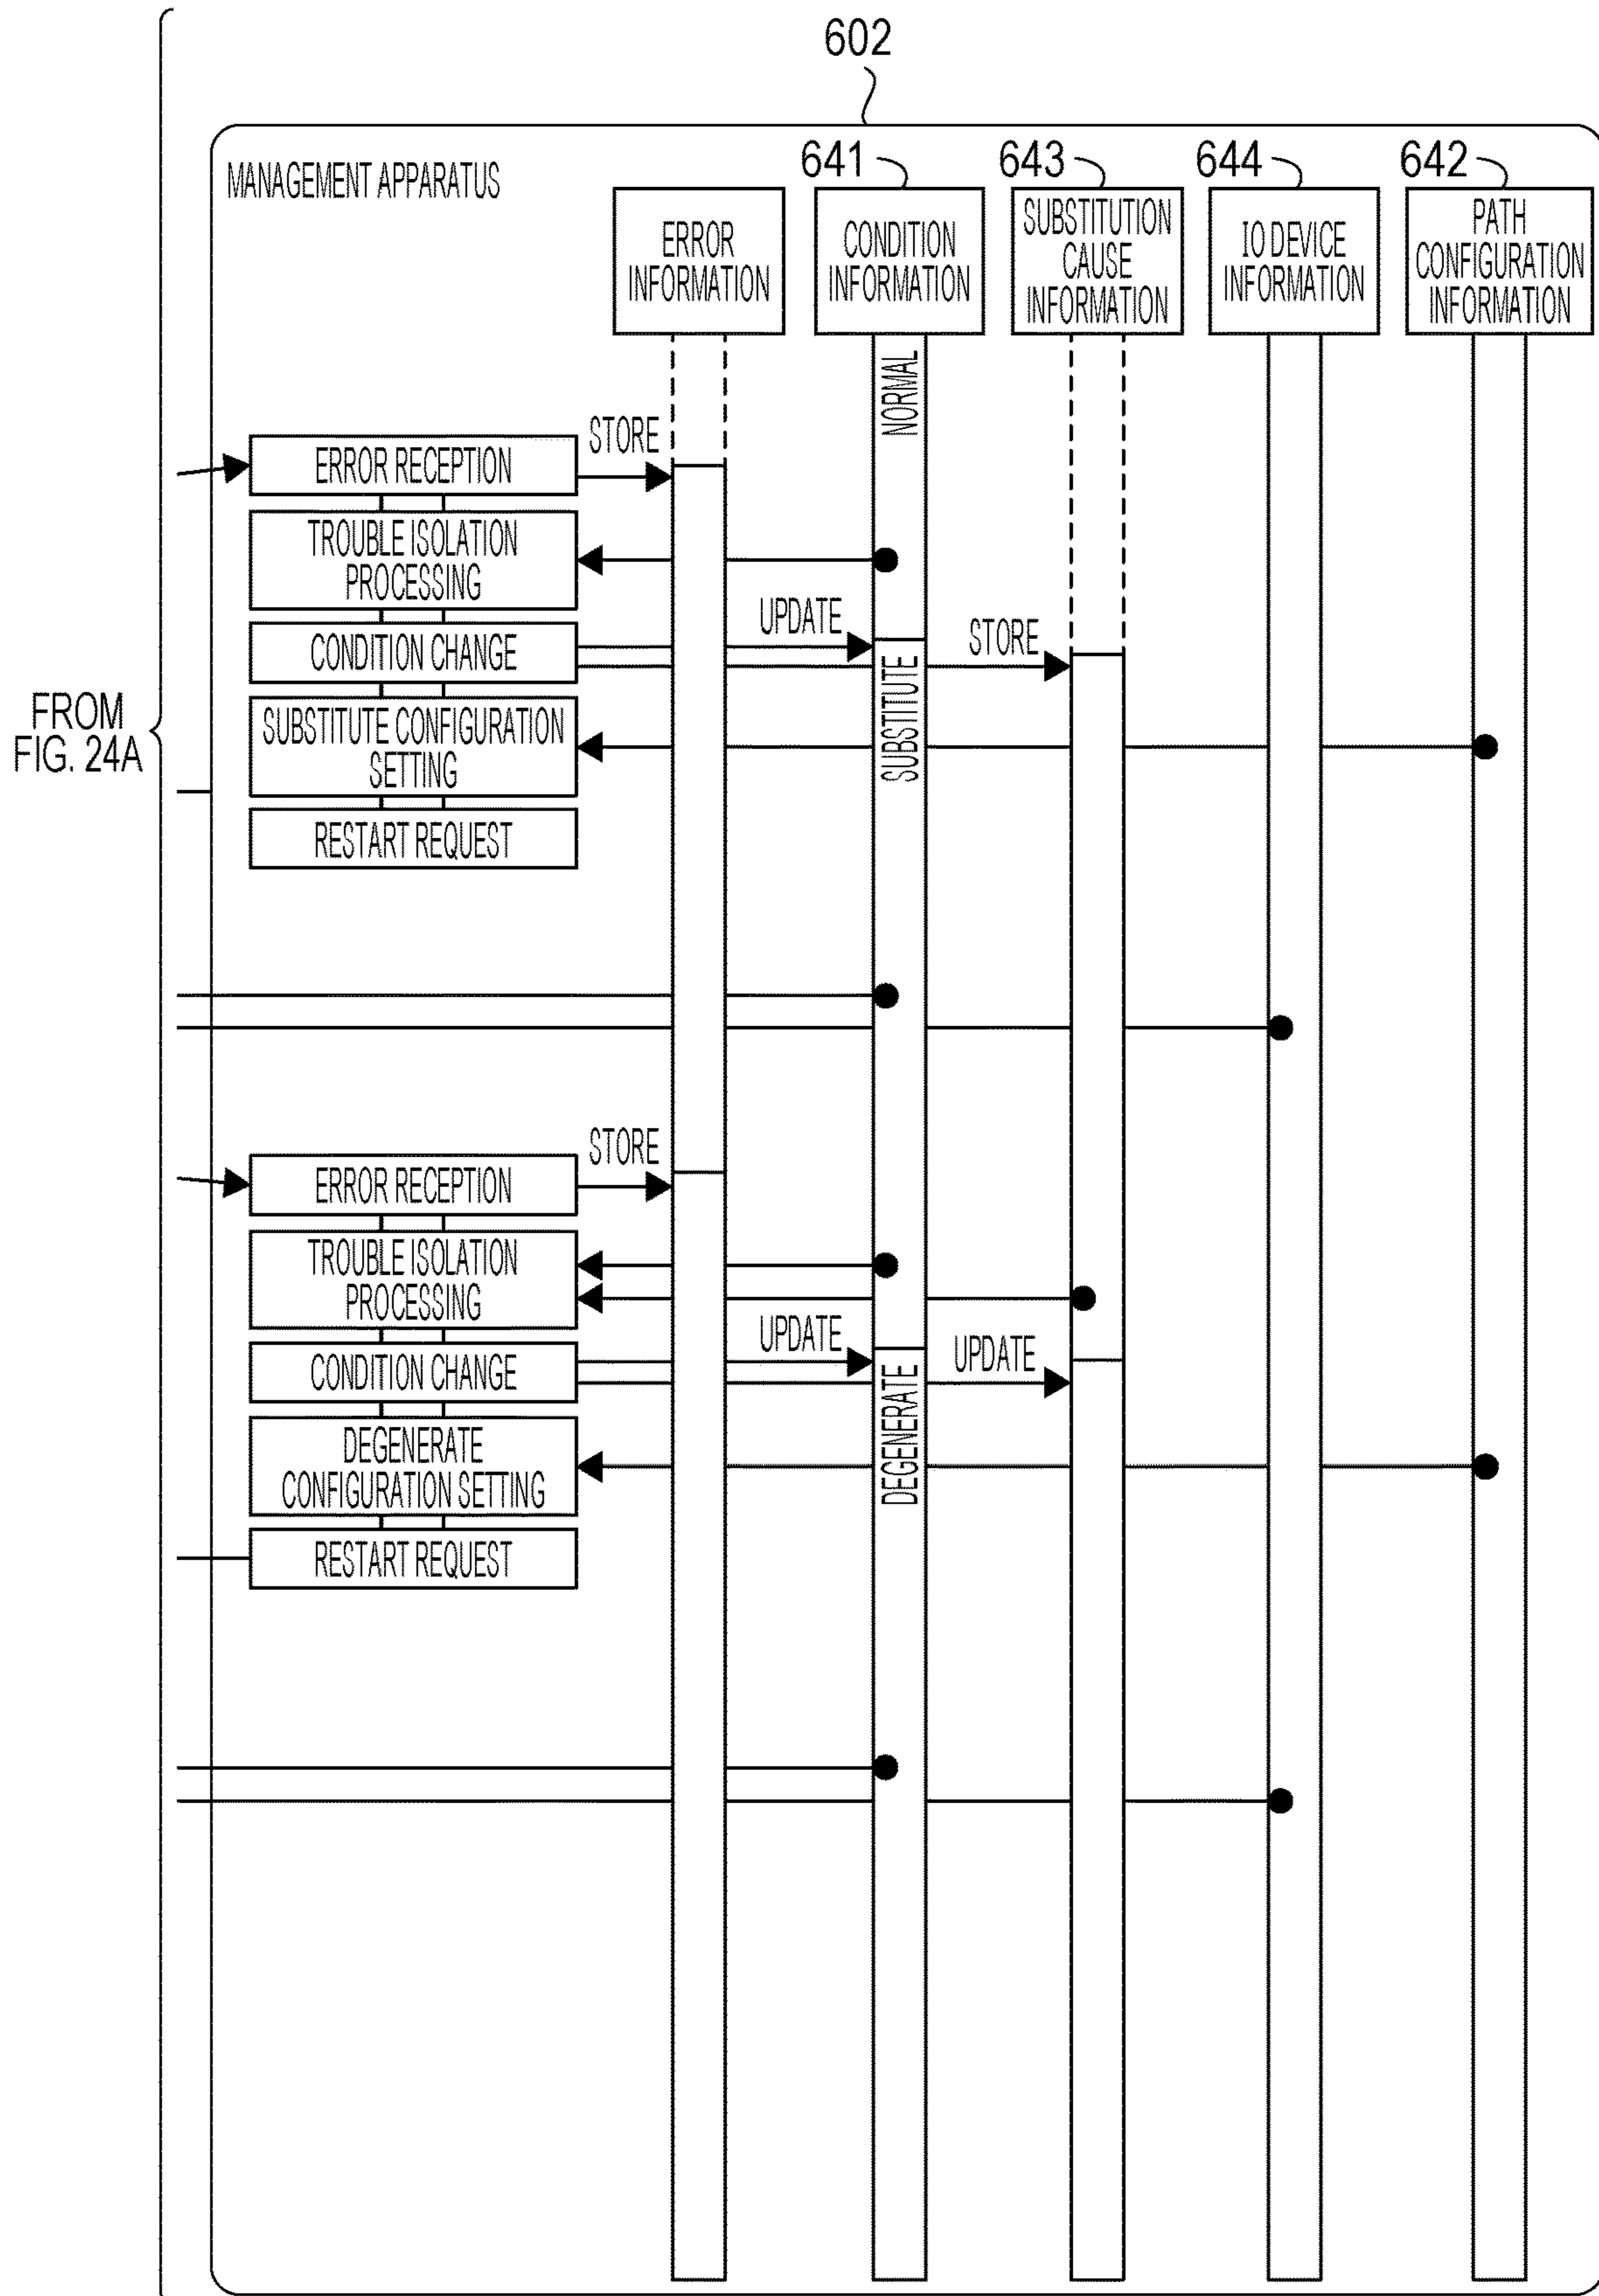 602
641
643
644
642
MANAGEMENT APPARATUS
ERROR
INFORMATION
CONDITION
INFORMATION
SUBSTITUTION
CAUSE
INFORMATION
IO DEVICE
INFORMATION
PATH
CONFIGURATION
INFORMATION
NORMAL
STORE
ERROR RECEPTION
TROUBLE ISOLATION
PROCESSING
UPDATE
STORE
CONDITION CHANGE
SUBSTITUTE
FROM
FIG. 24A
SUBSTITUTE CONFIGURATION
SETTING
RESTART REQUEST
STORE
ERROR RECEPTION
TROUBLE ISOLATION
PROCESSING
UPDATE
UPDATE
CONDITION CHANGE
DEGENERATE
DEGENERATE
CONFIGURATION SETTING
RESTART REQUEST